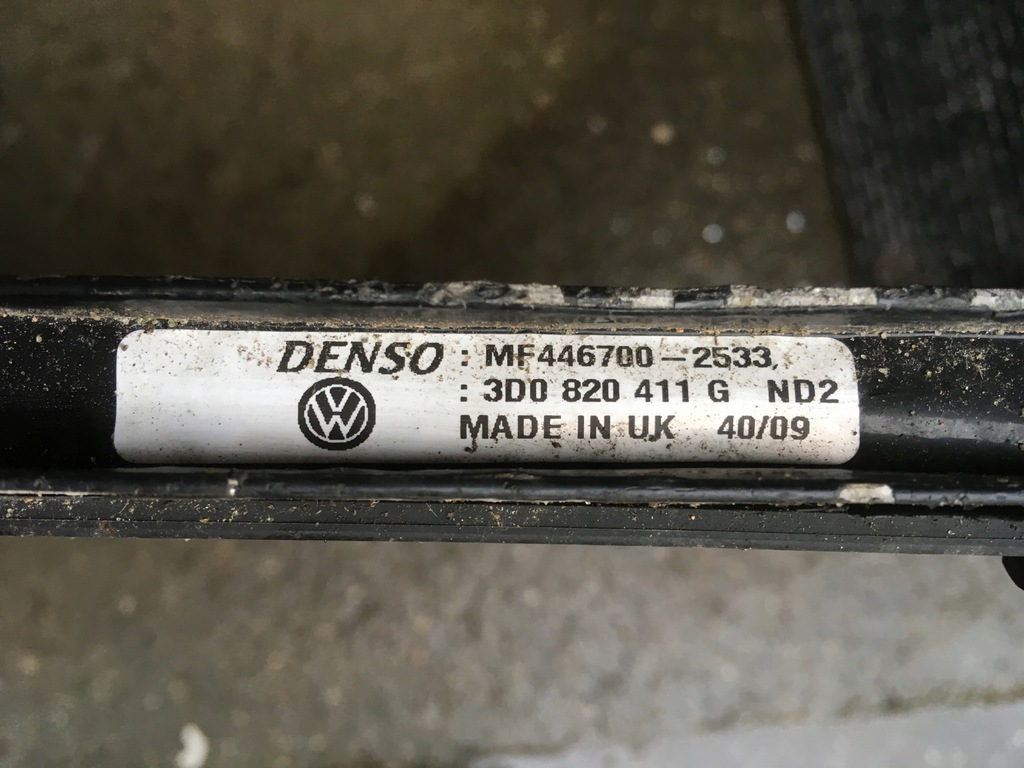 DENSO : MF446700-2533,
: 3D0 820 411 G ND2
MADE IN UK 40/09